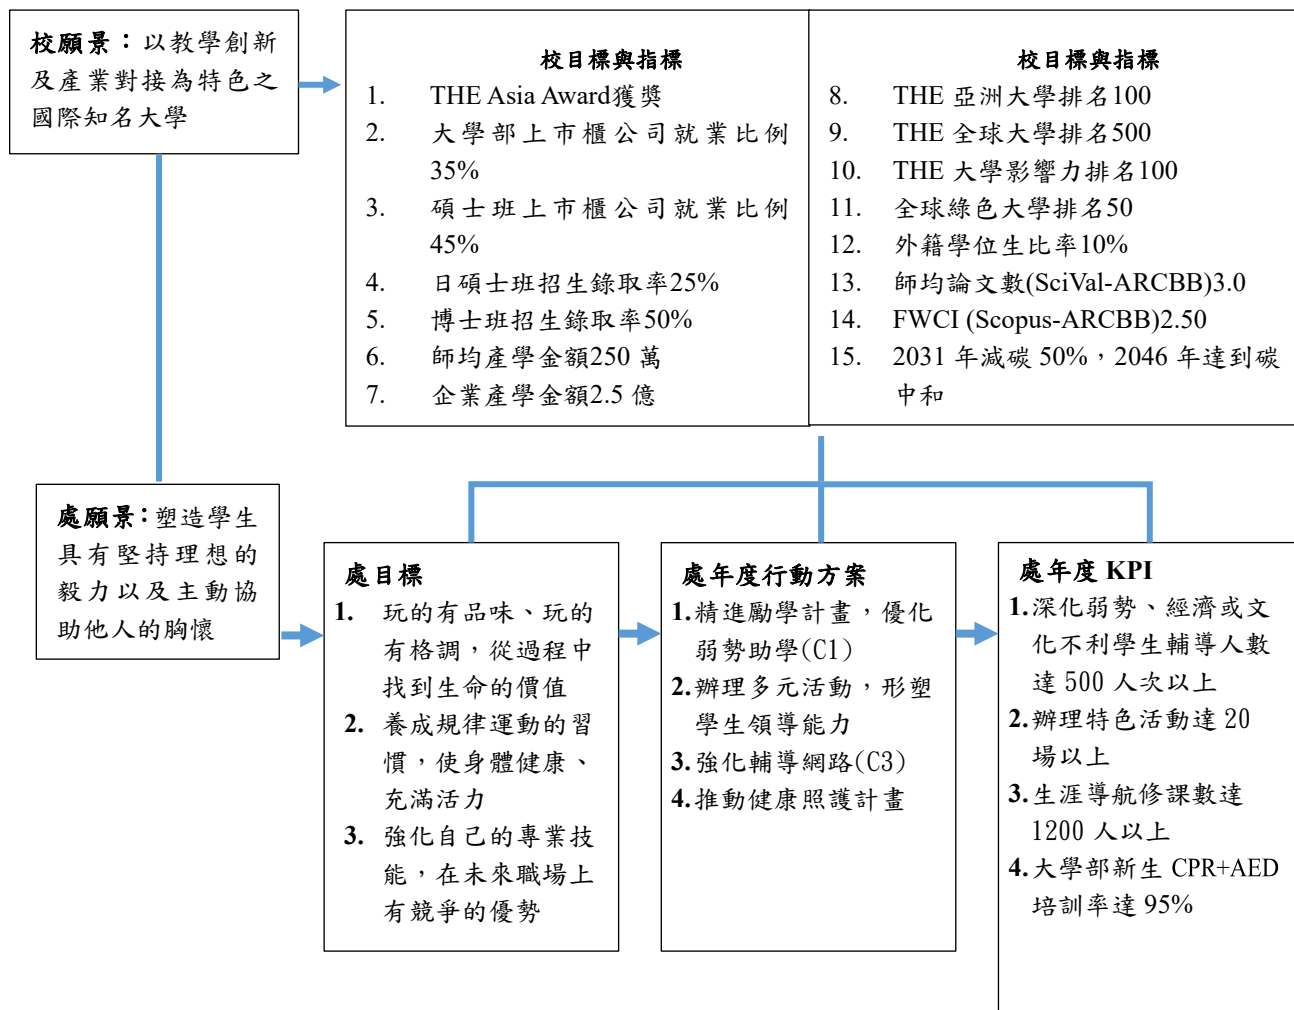 校願景：以教學創新
及產業對接為特色之
國際知名大學
校目標與指標
1. THE Asia Award獲獎
2. 大學部上市櫃公司就業比例
35%
3. 碩士班上市櫃公司就業比例
45%
4. 日碩士班招生錄取率25%
5. 博士班招生錄取率50%
6. 師均產學金額250 萬
7. 企業產學金額2.5 億
校目標與指標
8. THE 亞洲大學排名100
9. THE 全球大學排名500
10. THE 大學影響力排名100
11. 全球綠色大學排名50
12. 外籍學位生比率10%
13. 師均論文數(SciVal-ARCBB)3.0
14. FWCI (Scopus-ARCBB)2.50
15. 2031 年減碳 50%，2046 年達到碳
中和
處願景：塑造學生
具有堅持理想的
毅力以及主動協
助他人的胸懷
處目標
1. 玩的有品味、玩的
有格調，從過程中
找到生命的價值
2. 養成規律運動的習
慣，使身體健康、
充滿活力
3. 強化自己的專業技
能，在未來職場上
有競爭的優勢
處年度行動方案
1.精進勵學計畫，優化
弱勢助學(C1)
2.辦理多元活動，形塑
學生領導能力
3.強化輔導網路(C3)
4.推動健康照護計畫
處年度 KPI
1.深化弱勢、經濟或文
化不利學生輔導人數
達 500 人次以上
2.辦理特色活動達 20
場以上
3.生涯導航修課數達
1200 人以上
4.大學部新生 CPR+AED
培訓率達 95%